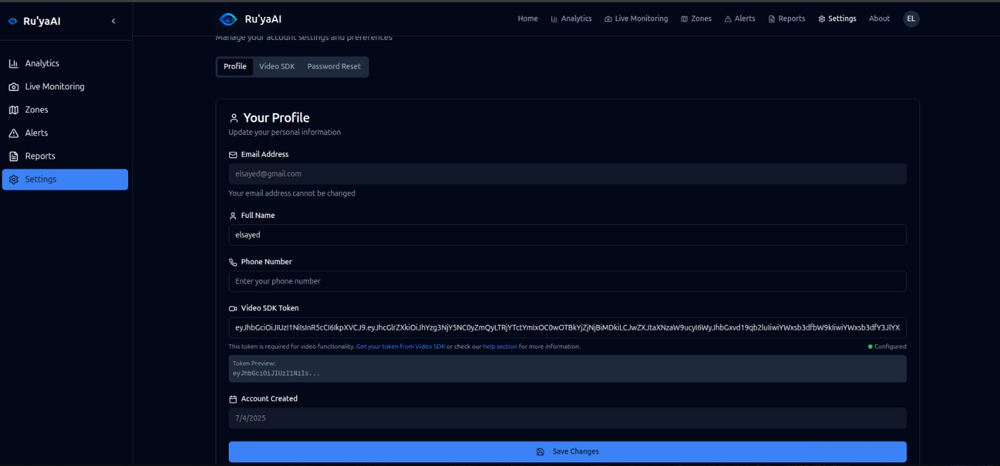 Ru'yaAI
Analytics
Live Monitoring
Zones
Alerts
Reports
Settings
Ru'yaAI
Home Analytics Live Monitoring Zones Alerts Reports Settings About EL
Manage your account settings and preferences
Profile Video SDK Password Reset
Your Profile
Update your personal information
Email Address
elsayed@gmail.com
Your email address cannot be changed
Full Name
elsayed
Phone Number
Enter your phone number
Video SDK Token
This token is required for video functionality. Get your token from Video SDK or check our help section for more information. Configured
Token Preview:
eyJhbGciOiJIUzI1NiIs...
Account Created
7/4/2025
Save Changes